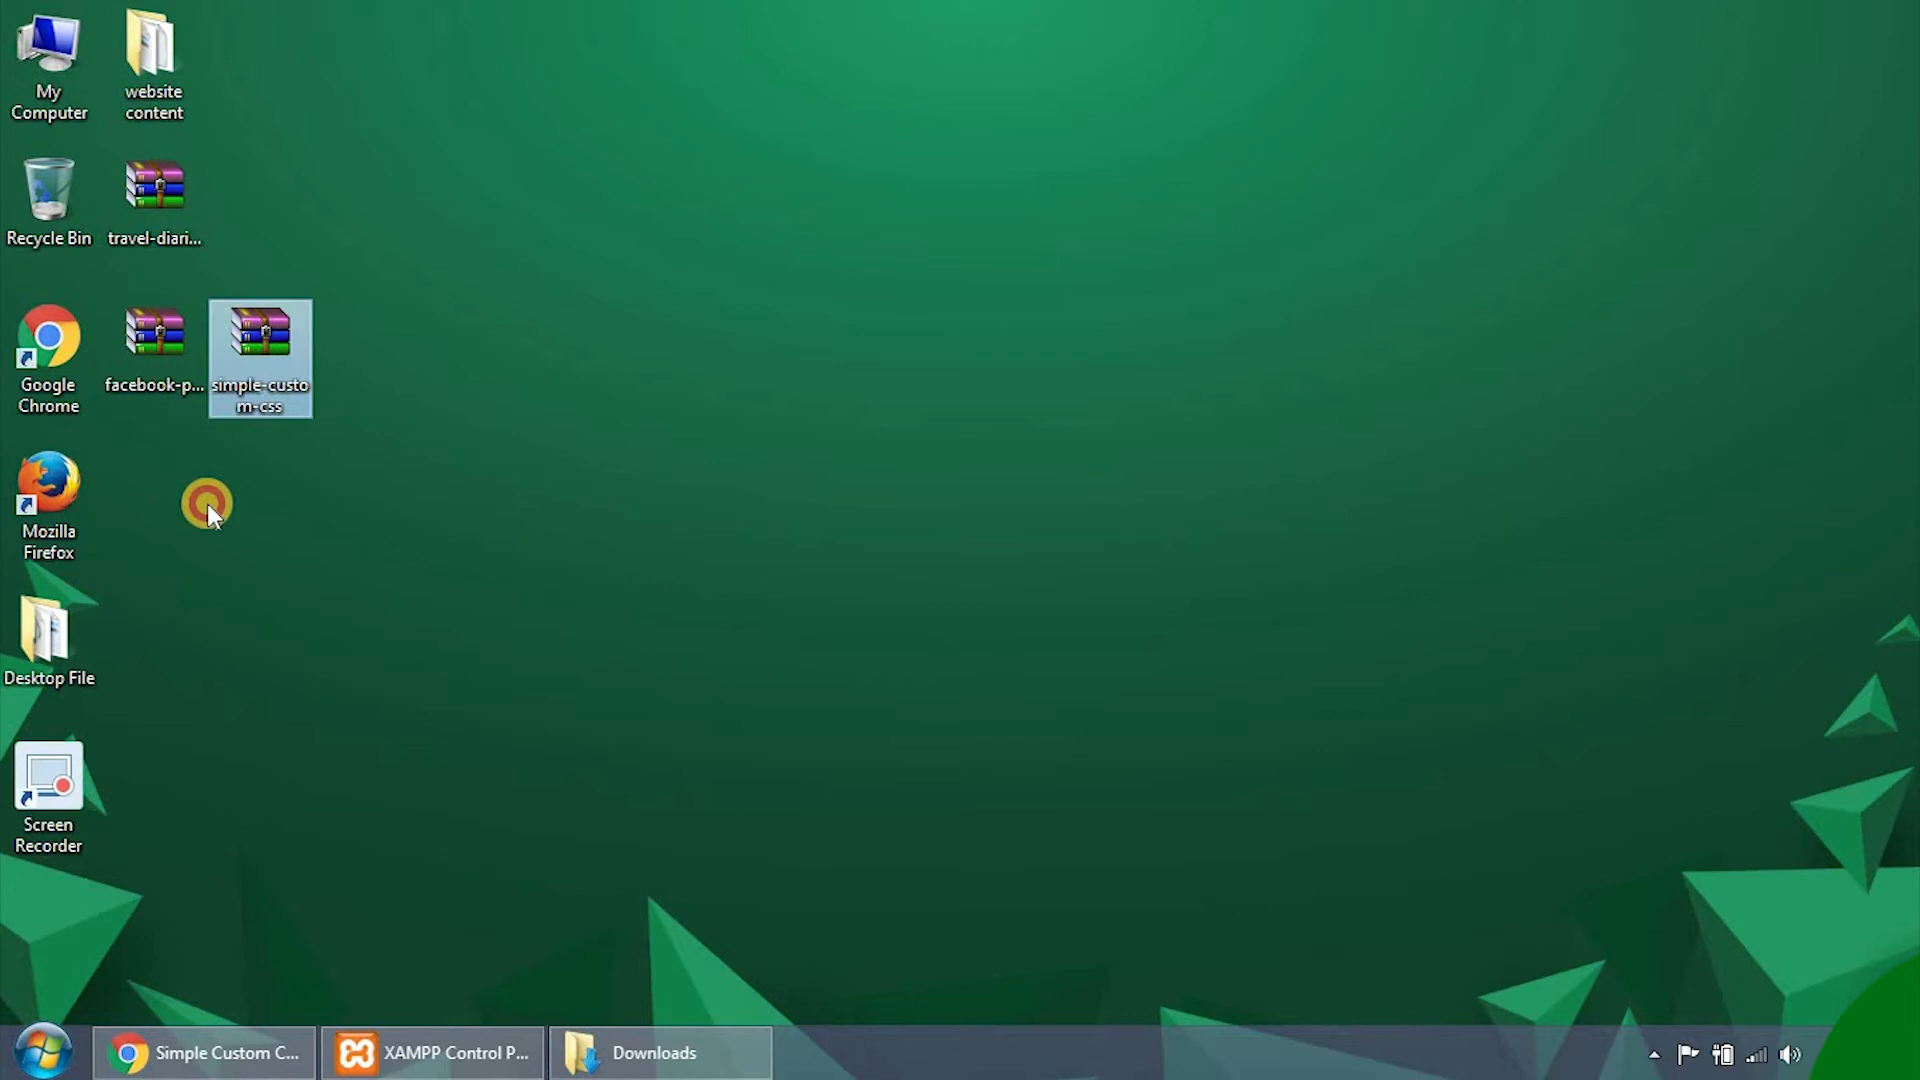 My
Computer
website
content
Recycle Bin
travel-diari...
Google
Chrome
facebook-p...
simple-custo
m-css
Mozilla
Firefox
Desktop File
Screen
Recorder
Simple Custom C...
XAMPP Control P...
Downloads